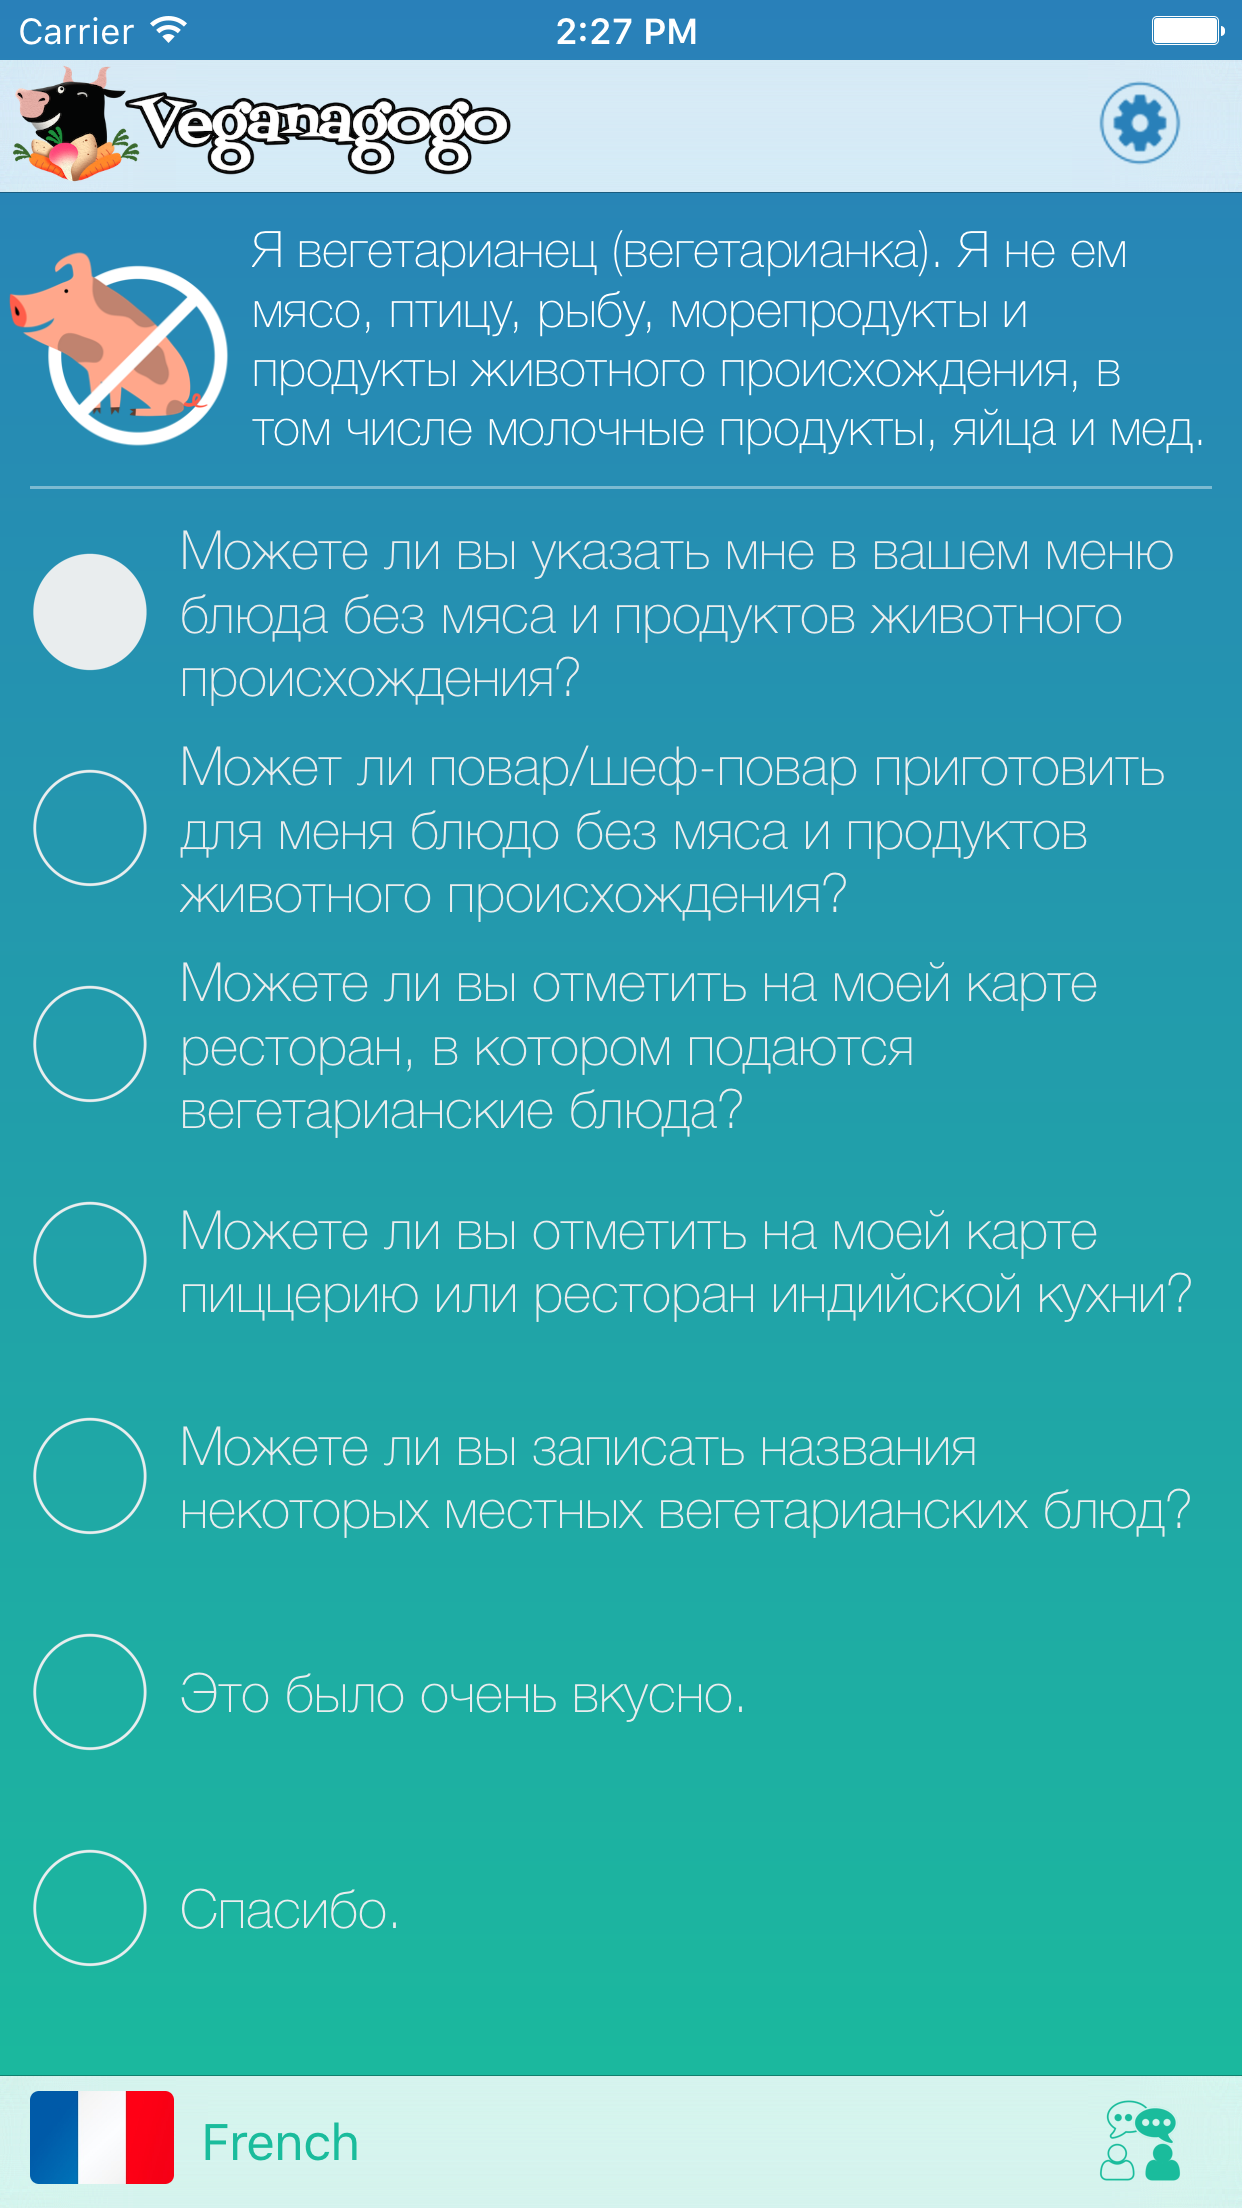 Carrier 2:27 PM
Veganagogo
Я вегетарианец (вегетарианка). Я не ем
мясо, птицу, рыбу, морепродукты и
продукты животного происхождения, в
том числе молочные продукты, яйца и мед.
Можете ли вы указать мне в вашем меню
блюда без мяса и продуктов животного
происхождения?
Может ли повар/шеф-повар приготовить
для меня блюдо без мяса и продуктов
животного происхождения?
Можете ли вы отметить на моей карте
ресторан, в котором подаются
вегетарианские блюда?
Можете ли вы отметить на моей карте
пиццерию или ресторан индийской кухни?
Можете ли вы записать названия
некоторых местных вегетарианских блюд?
Это было очень вкусно.
Спасибо.
French